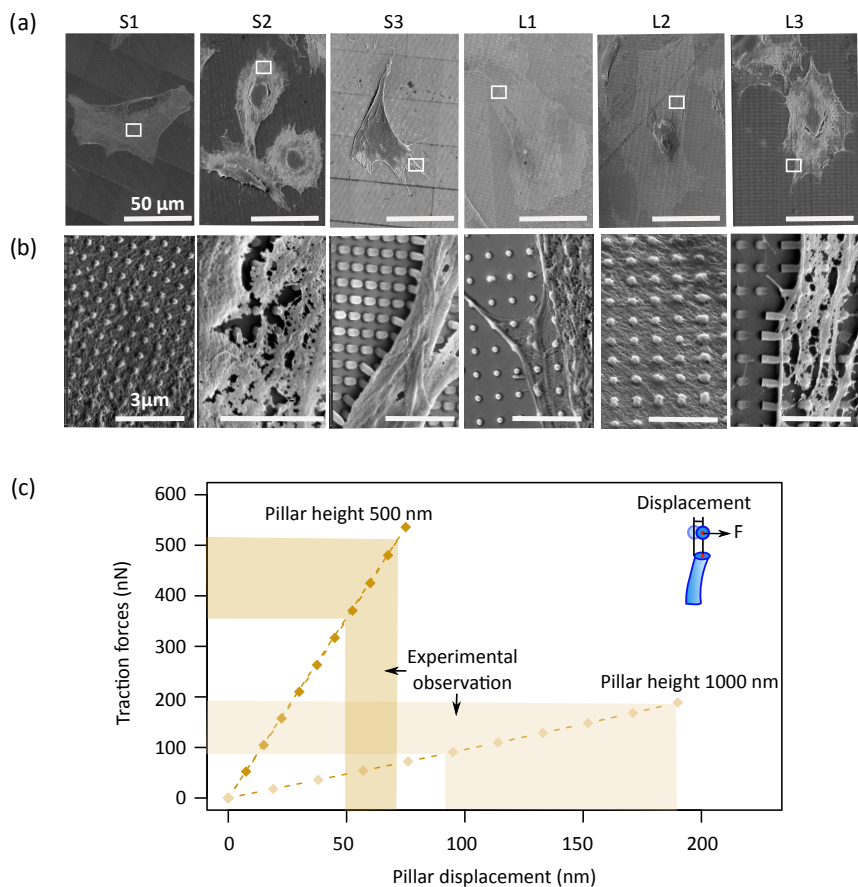 S1 S2 S3 L1 L2 L3
(a)
50 µm
(b)
3µm
(c)
600
500
400
300
200
100
0
Traction forces (nN)
Pillar height 500 nm
Displacement
F
Experimental
observation
Pillar height 1000 nm
0 50 100 150 200
Pillar displacement (nm)